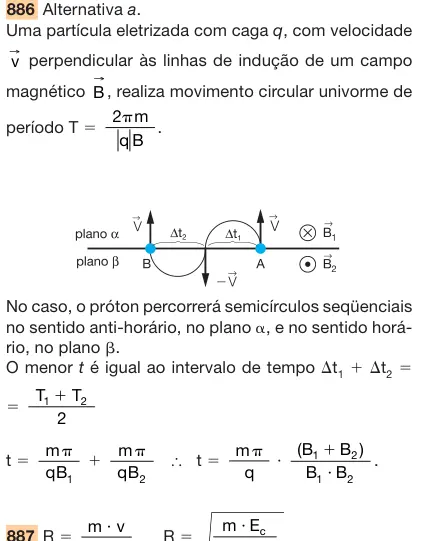 886 Alternativa a.
Uma partícula eletrizada com caga q, com velocidade
v⃗ perpendicular às linhas de indução de um campo
magnético B⃗, realiza movimento circular univorme de
período T = 2πm / |q|B.
plano α V⃗ Δt₂ Δt₁ V⃗ ⊗ B⃗₁
plano β B A ⊙ B⃗₂
−V⃗
No caso, o próton percorrerá semicírculos seqüenciais
no sentido anti-horário, no plano α, e no sentido horá-
rio, no plano β.
O menor t é igual ao intervalo de tempo Δt₁ + Δt₂ =
= T₁ + T₂ / 2
t = mπ / qB₁ + mπ / qB₂ ∴ t = mπ / q · (B₁ + B₂) / B₁ · B₂.
887 R = m · v R = √ m · E꜀